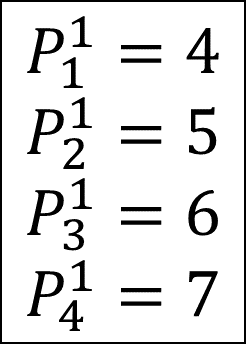 $P_1^1 = 4$
$P_2^1 = 5$
$P_3^1 = 6$
$P_4^1 = 7$